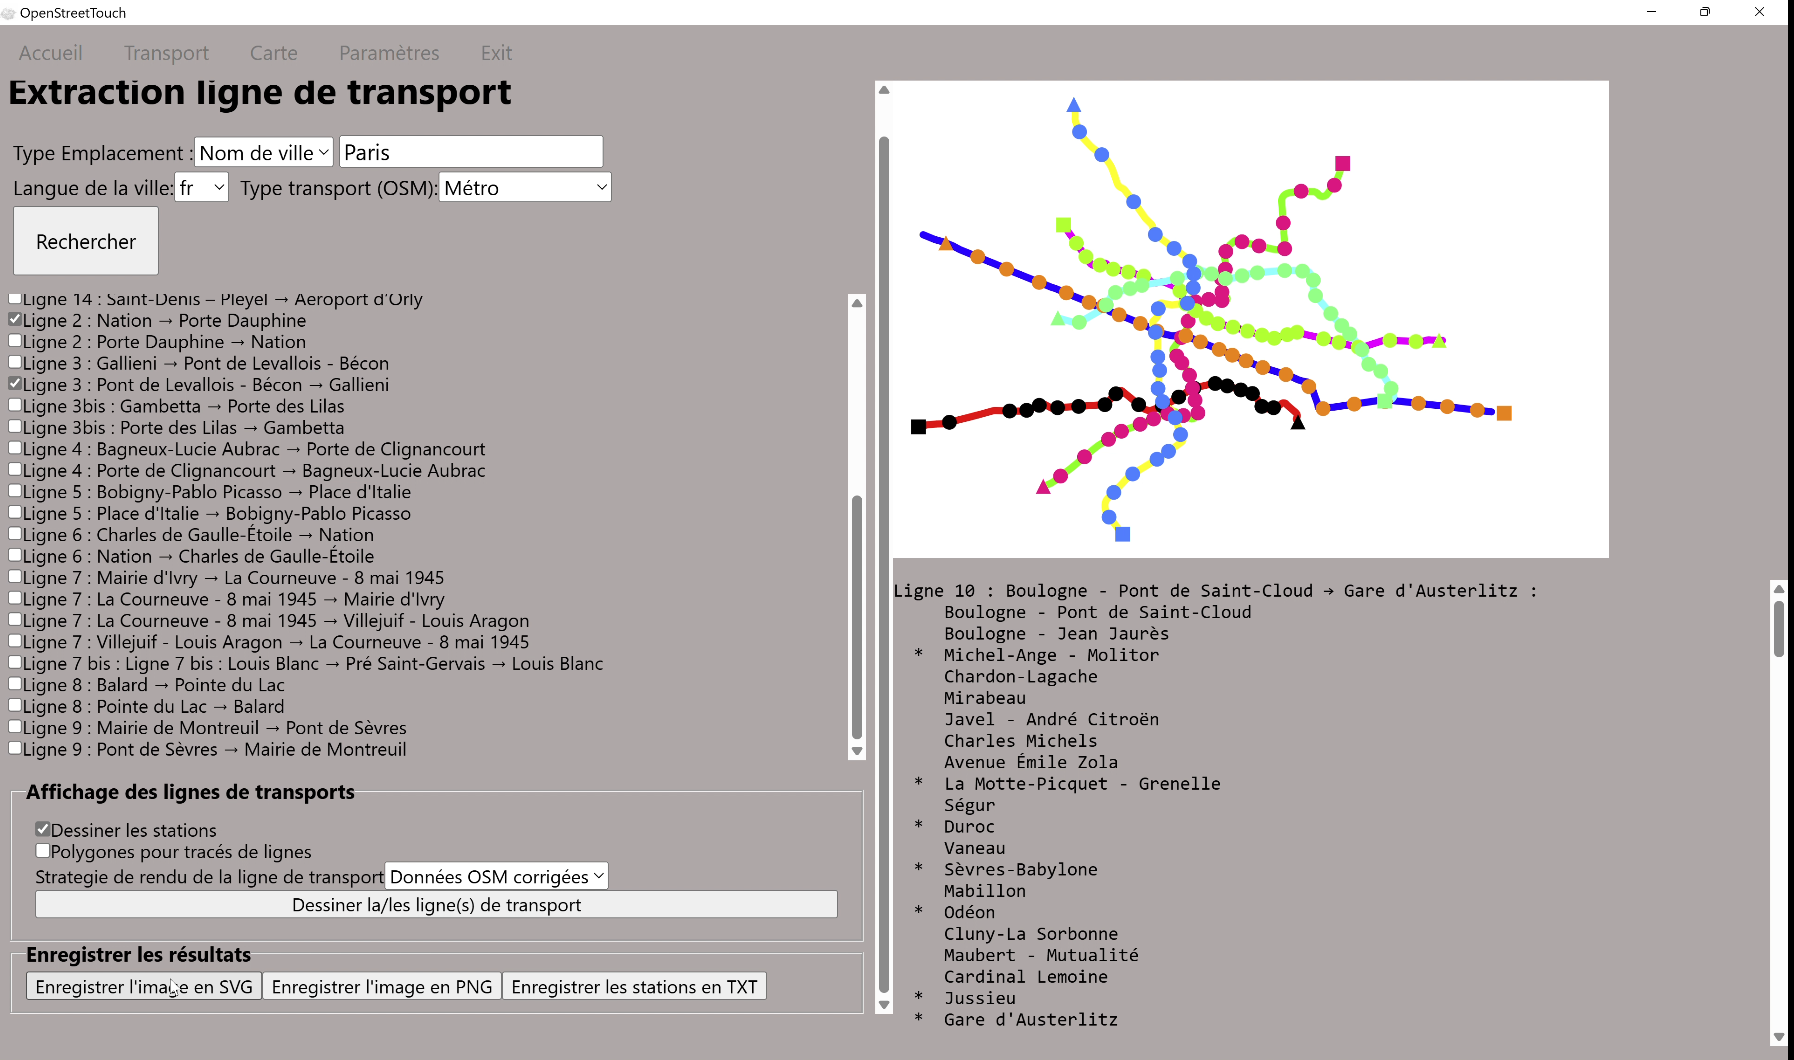 OpenStreetTouch
Accueil Transport Carte Paramètres Exit
Extraction ligne de transport
Type Emplacement : Nom de ville Paris
Langue de la ville: fr Type transport (OSM): Métro
Rechercher
Ligne 14 : Saint-Denis – Pleyel → Aéroport d'Orly
Ligne 2 : Nation → Porte Dauphine
Ligne 2 : Porte Dauphine → Nation
Ligne 3 : Gallieni → Pont de Levallois - Bécon
Ligne 3 : Pont de Levallois - Bécon → Gallieni
Ligne 3bis : Gambetta → Porte des Lilas
Ligne 3bis : Porte des Lilas → Gambetta
Ligne 4 : Bagneux-Lucie Aubrac → Porte de Clignancourt
Ligne 4 : Porte de Clignancourt → Bagneux-Lucie Aubrac
Ligne 5 : Bobigny-Pablo Picasso → Place d'Italie
Ligne 5 : Place d'Italie → Bobigny-Pablo Picasso
Ligne 6 : Charles de Gaulle-Étoile → Nation
Ligne 6 : Nation → Charles de Gaulle-Étoile
Ligne 7 : Mairie d'Ivry → La Courneuve - 8 mai 1945
Ligne 7 : La Courneuve - 8 mai 1945 → Mairie d'Ivry
Ligne 7 : La Courneuve - 8 mai 1945 → Villejuif - Louis Aragon
Ligne 7 : Villejuif - Louis Aragon → La Courneuve - 8 mai 1945
Ligne 7 bis : Ligne 7 bis : Louis Blanc → Pré Saint-Gervais → Louis Blanc
Ligne 8 : Balard → Pointe du Lac
Ligne 8 : Pointe du Lac → Balard
Ligne 9 : Mairie de Montreuil → Pont de Sèvres
Ligne 9 : Pont de Sèvres → Mairie de Montreuil
Affichage des lignes de transports
Dessiner les stations
Polygones pour tracés de lignes
Strategie de rendu de la ligne de transport Données OSM corrigées
Dessiner la/les ligne(s) de transport
Enregistrer les résultats
Enregistrer l'image en SVG Enregistrer l'image en PNG Enregistrer les stations en TXT
Ligne 10 : Boulogne - Pont de Saint-Cloud → Gare d'Austerlitz :
Boulogne - Pont de Saint-Cloud
Boulogne - Jean Jaurès
* Michel-Ange - Molitor
Chardon-Lagache
Mirabeau
Javel - André Citroën
Charles Michels
Avenue Émile Zola
* La Motte-Picquet - Grenelle
Ségur
* Duroc
Vaneau
* Sèvres-Babylone
Mabillon
* Odéon
Cluny-La Sorbonne
Maubert - Mutualité
Cardinal Lemoine
* Jussieu
* Gare d'Austerlitz